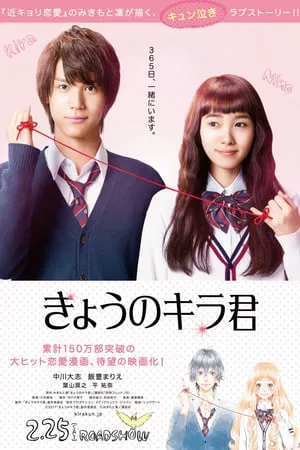 『近キョリ恋愛』のみきもと凜が描く、キュン泣きラブストーリー!!
Kira
Nino
365日、一緒にいます。
きょうのキラ君
累計150万部突破の
大ヒット恋愛漫画、待望の映画化!
中川大志 飯豊まりえ
葉山奨之 平 祐奈
kirakun.jp
2.25 ROADSHOW